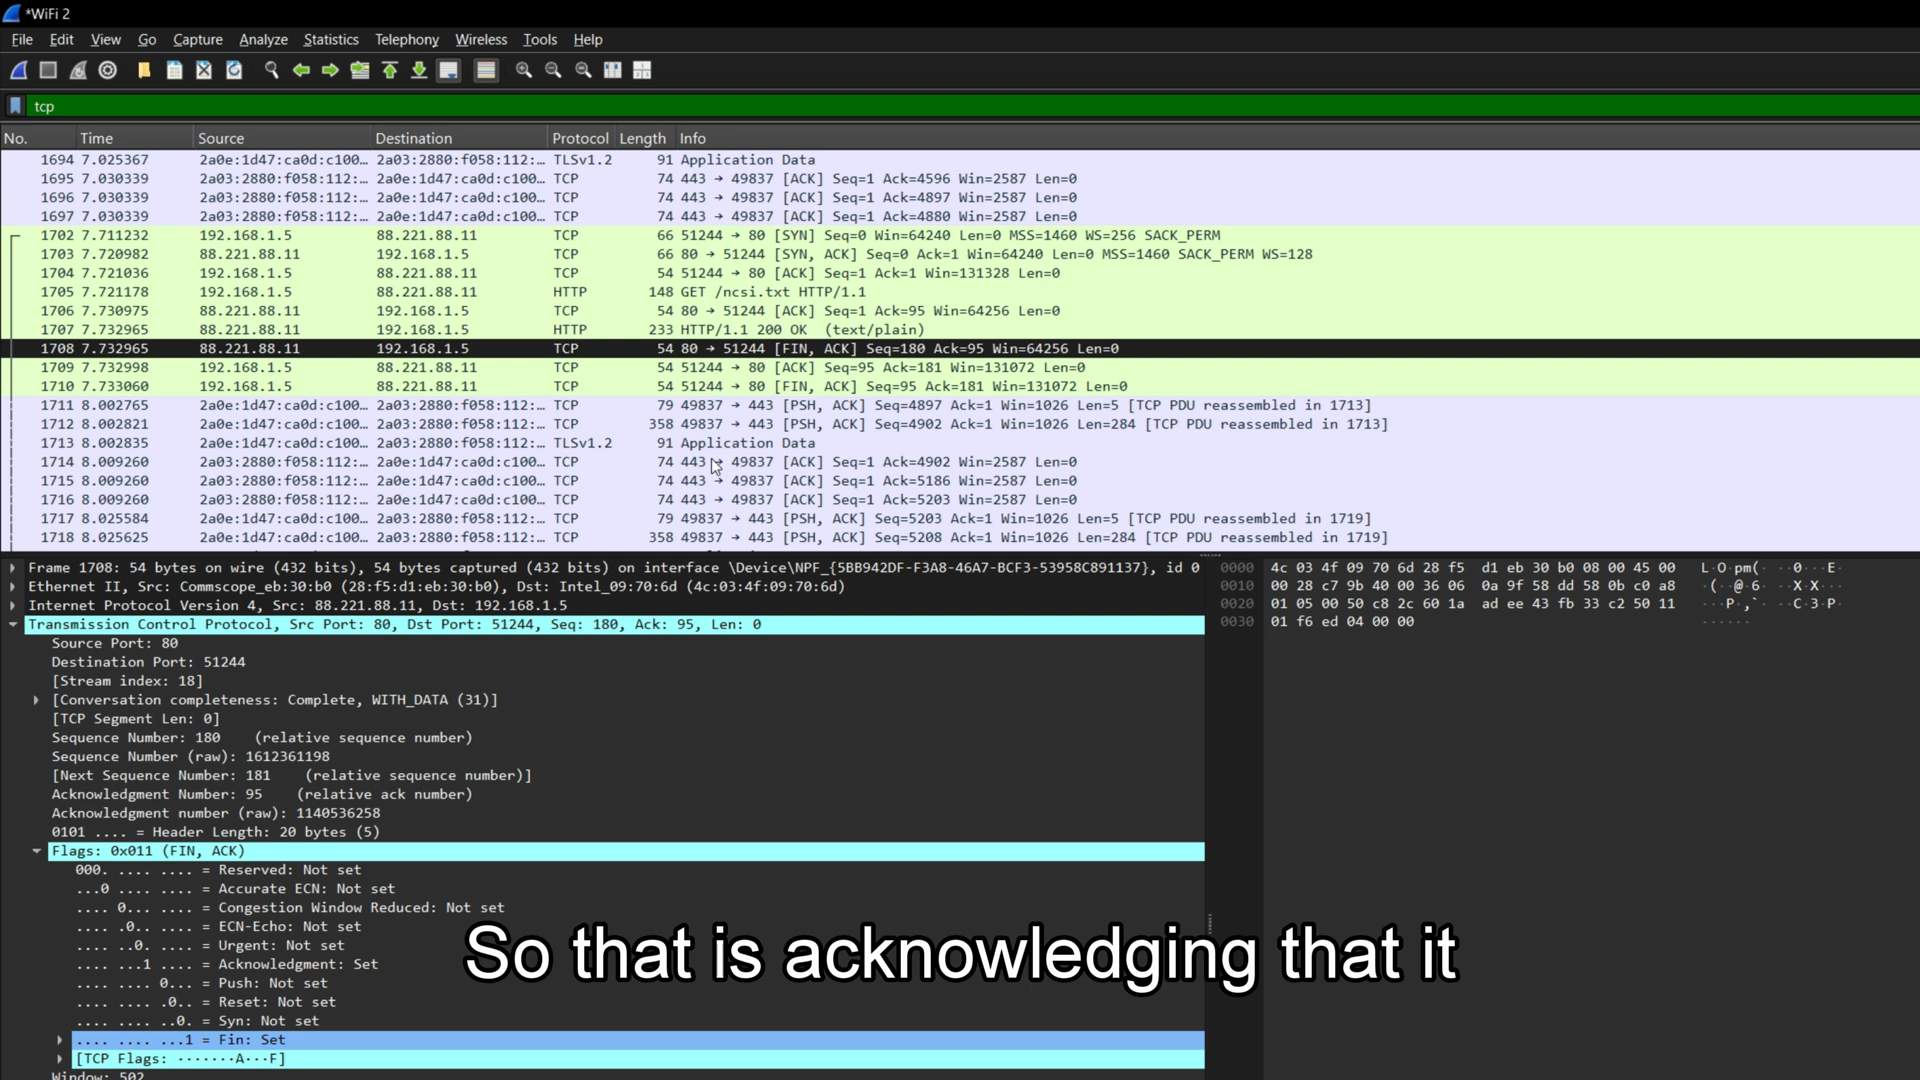 *WiFi 2
File Edit View Go Capture Analyze Statistics Telephony Wireless Tools Help
tcp
No. Time Source Destination Protocol Length Info
1694 7.025367 2a0e:1d47:ca0d:c100… 2a03:2880:f058:112:… TLSv1.2 91 Application Data
1695 7.030339 2a03:2880:f058:112:… 2a0e:1d47:ca0d:c100… TCP 74 443 → 49837 [ACK] Seq=1 Ack=4596 Win=2587 Len=0
1696 7.030339 2a03:2880:f058:112:… 2a0e:1d47:ca0d:c100… TCP 74 443 → 49837 [ACK] Seq=1 Ack=4897 Win=2587 Len=0
1697 7.030339 2a03:2880:f058:112:… 2a0e:1d47:ca0d:c100… TCP 74 443 → 49837 [ACK] Seq=1 Ack=4880 Win=2587 Len=0
1702 7.711232 192.168.1.5 88.221.88.11 TCP 66 51244 → 80 [SYN] Seq=0 Win=64240 Len=0 MSS=1460 WS=256 SACK_PERM
1703 7.720982 88.221.88.11 192.168.1.5 TCP 66 80 → 51244 [SYN, ACK] Seq=0 Ack=1 Win=64240 Len=0 MSS=1460 SACK_PERM WS=128
1704 7.721036 192.168.1.5 88.221.88.11 TCP 54 51244 → 80 [ACK] Seq=1 Ack=1 Win=131328 Len=0
1705 7.721178 192.168.1.5 88.221.88.11 HTTP 148 GET /ncsi.txt HTTP/1.1
1706 7.730975 88.221.88.11 192.168.1.5 TCP 54 80 → 51244 [ACK] Seq=1 Ack=95 Win=64256 Len=0
1707 7.732965 88.221.88.11 192.168.1.5 HTTP 233 HTTP/1.1 200 OK (text/plain)
1708 7.732965 88.221.88.11 192.168.1.5 TCP 54 80 → 51244 [FIN, ACK] Seq=180 Ack=95 Win=64256 Len=0
1709 7.732998 192.168.1.5 88.221.88.11 TCP 54 51244 → 80 [ACK] Seq=95 Ack=181 Win=131072 Len=0
1710 7.733060 192.168.1.5 88.221.88.11 TCP 54 51244 → 80 [FIN, ACK] Seq=95 Ack=181 Win=131072 Len=0
1711 8.002765 2a0e:1d47:ca0d:c100… 2a03:2880:f058:112:… TCP 79 49837 → 443 [PSH, ACK] Seq=4897 Ack=1 Win=1026 Len=5 [TCP PDU reassembled in 1713]
1712 8.002821 2a0e:1d47:ca0d:c100… 2a03:2880:f058:112:… TCP 358 49837 → 443 [PSH, ACK] Seq=4902 Ack=1 Win=1026 Len=284 [TCP PDU reassembled in 1713]
1713 8.002835 2a0e:1d47:ca0d:c100… 2a03:2880:f058:112:… TLSv1.2 91 Application Data
1714 8.009260 2a03:2880:f058:112:… 2a0e:1d47:ca0d:c100… TCP 74 443 → 49837 [ACK] Seq=1 Ack=4902 Win=2587 Len=0
1715 8.009260 2a03:2880:f058:112:… 2a0e:1d47:ca0d:c100… TCP 74 443 → 49837 [ACK] Seq=1 Ack=5186 Win=2587 Len=0
1716 8.009260 2a03:2880:f058:112:… 2a0e:1d47:ca0d:c100… TCP 74 443 → 49837 [ACK] Seq=1 Ack=5203 Win=2587 Len=0
1717 8.025584 2a0e:1d47:ca0d:c100… 2a03:2880:f058:112:… TCP 79 49837 → 443 [PSH, ACK] Seq=5203 Ack=1 Win=1026 Len=5 [TCP PDU reassembled in 1719]
1718 8.025625 2a0e:1d47:ca0d:c100… 2a03:2880:f058:112:… TCP 358 49837 → 443 [PSH, ACK] Seq=5208 Ack=1 Win=1026 Len=284 [TCP PDU reassembled in 1719]
Frame 1708: 54 bytes on wire (432 bits), 54 bytes captured (432 bits) on interface \Device\NPF_{5BB942DF-F3A8-46A7-BCF3-53958C891137}, id 0
Ethernet II, Src: Commscope_eb:30:b0 (28:f5:d1:eb:30:b0), Dst: Intel_09:70:6d (4c:03:4f:09:70:6d)
Internet Protocol Version 4, Src: 88.221.88.11, Dst: 192.168.1.5
Transmission Control Protocol, Src Port: 80, Dst Port: 51244, Seq: 180, Ack: 95, Len: 0
Source Port: 80
Destination Port: 51244
[Stream index: 18]
[Conversation completeness: Complete, WITH_DATA (31)]
[TCP Segment Len: 0]
Sequence Number: 180 (relative sequence number)
Sequence Number (raw): 1612361198
[Next Sequence Number: 181 (relative sequence number)]
Acknowledgment Number: 95 (relative ack number)
Acknowledgment number (raw): 1140536258
0101 .... = Header Length: 20 bytes (5)
Flags: 0x011 (FIN, ACK)
000. .... .... = Reserved: Not set
...0 .... .... = Accurate ECN: Not set
.... 0... .... = Congestion Window Reduced: Not set
.... .0.. .... = ECN-Echo: Not set
.... ..0. .... = Urgent: Not set
.... ...1 .... = Acknowledgment: Set
.... .... 0... = Push: Not set
.... .... .0.. = Reset: Not set
.... .... ..0. = Syn: Not set
.... .... ...1 = Fin: Set
[TCP Flags: ·······A···F]
Window: 502
0000 4c 03 4f 09 70 6d 28 f5 d1 eb 30 b0 08 00 45 00 L·O·pm(· ··0···E·
0010 00 28 c7 9b 40 00 36 06 0a 9f 58 dd 58 0b c0 a8 ·(··@·6· ··X·X···
0020 01 05 00 50 c8 2c 60 1a ad ee 43 fb 33 c2 50 11 ···P·,`· ··C·3·P·
0030 01 f6 ed 04 00 00 ······
So that is acknowledging that it